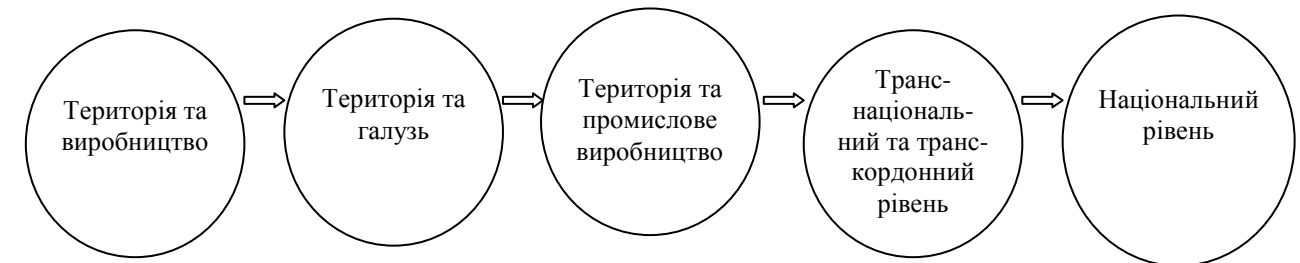 Територія та
виробництво
Територія та
галузь
Територія та
промислове
виробництво
Транс-
національ-
ний та транс-
кордонний
рівень
Національний
рівень